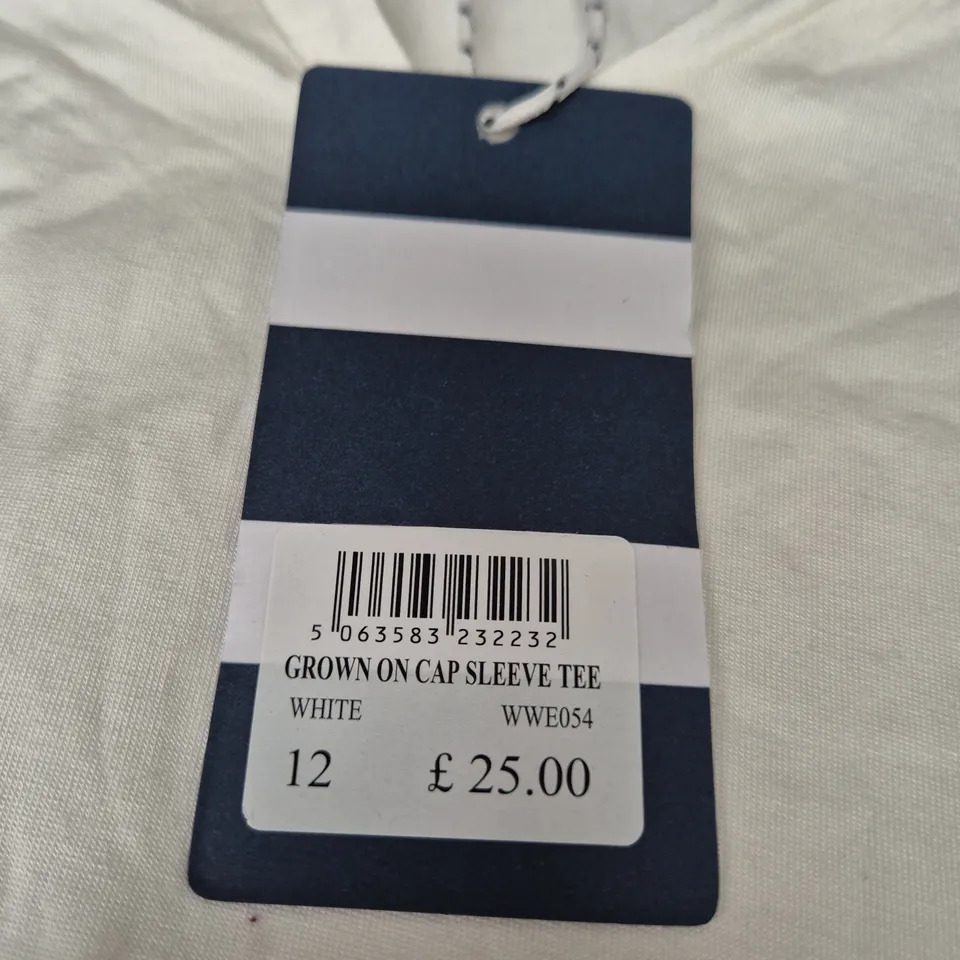 5 063583 232232
GROWN ON CAP SLEEVE TEE
WHITE WWE054
12 £ 25.00